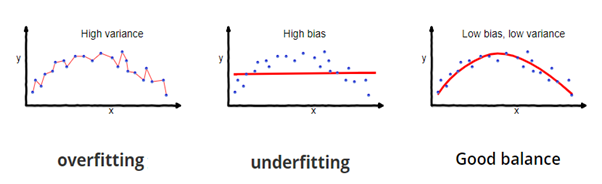 High variance
y
x
overfitting
High bias
y
x
underfitting
Low bias, low variance
y
x
Good balance